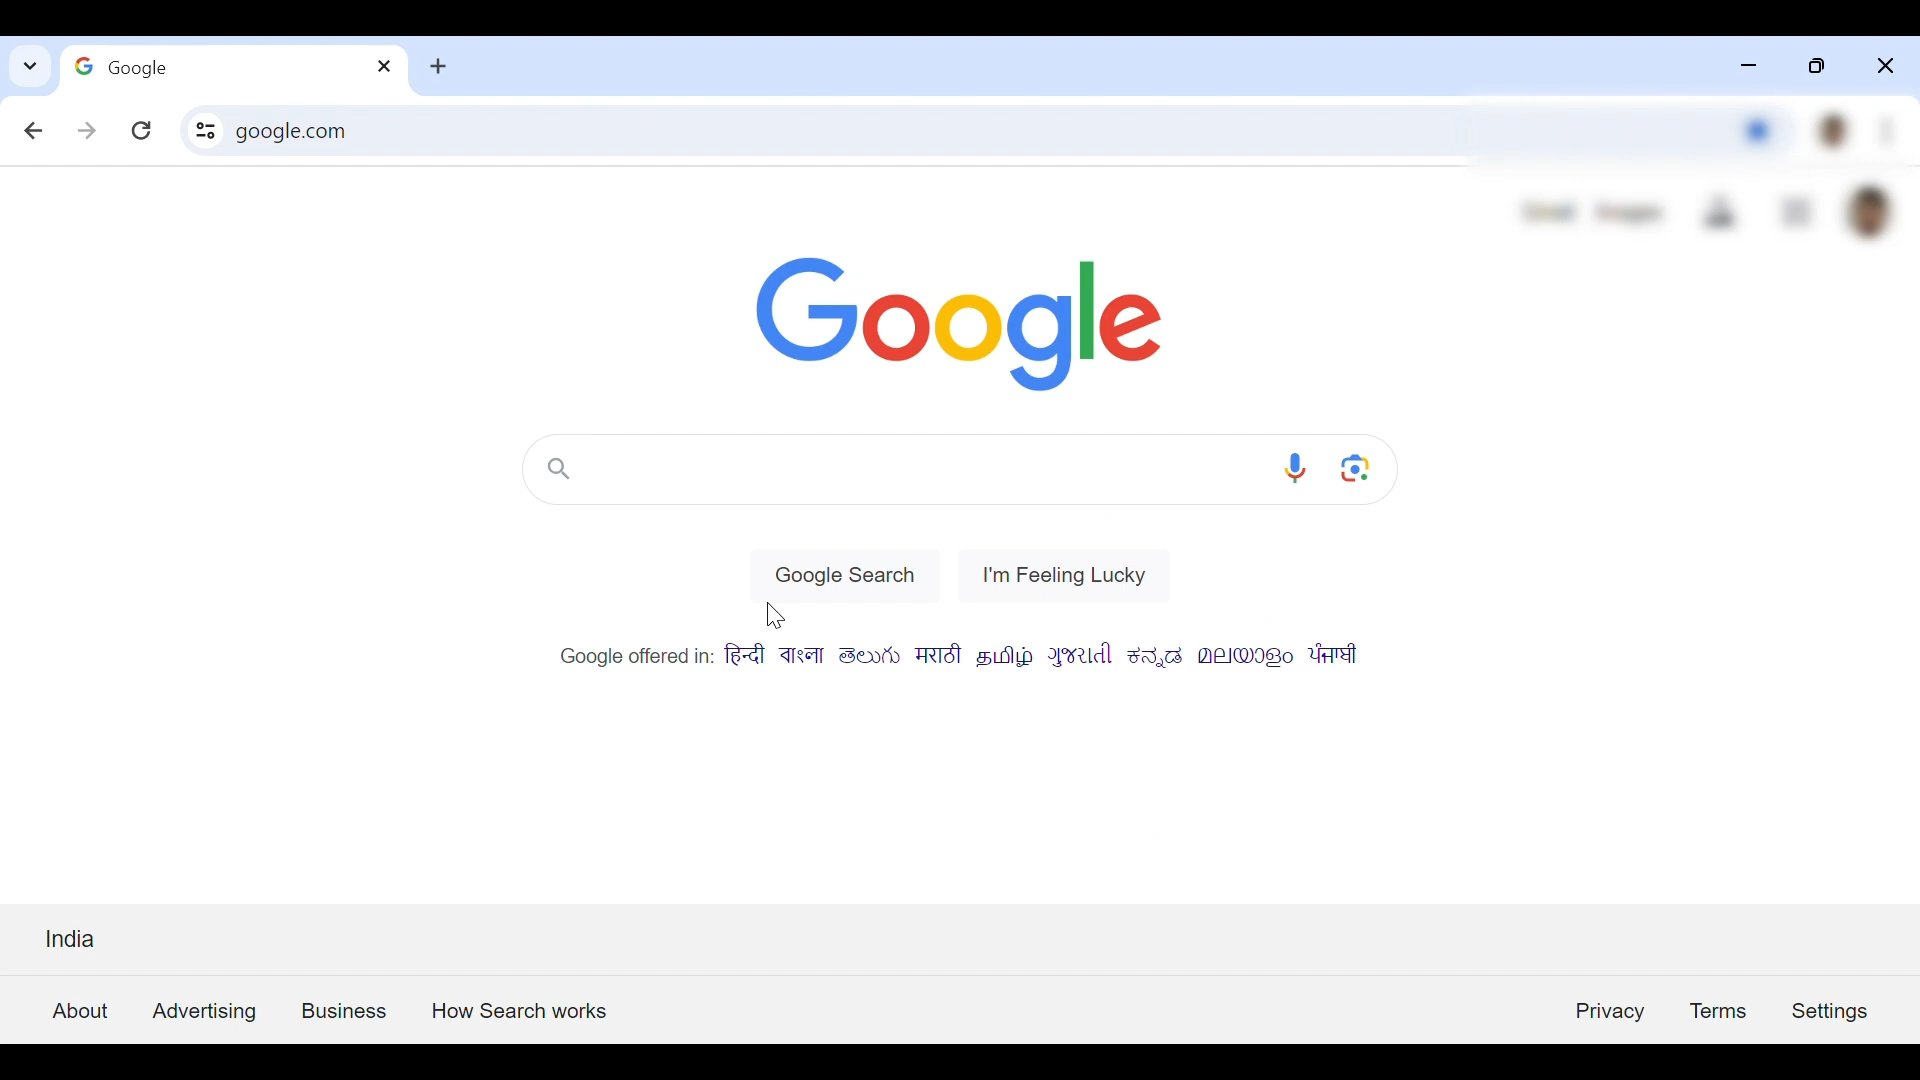 Google
google.com
Google
Google Search I'm Feeling Lucky
Google offered in: हिन्दी বাংলা తెలుగు मराठी தமிழ் ગુજરાતી ಕನ್ನಡ മലയാളം ਪੰਜਾਬੀ
India
About Advertising Business How Search works Privacy Terms Settings